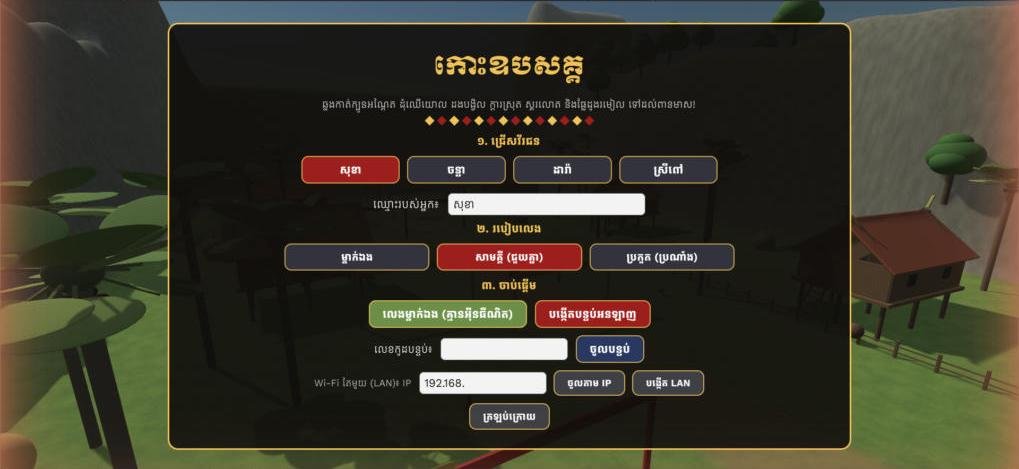 កោះឧបសគ្គ
ឆ្លងកាត់ក្បួនអណ្តែត ដុំឈើយោល ដងបង្វិល ក្តារស្រុត ស្ពរលោត និងផ្លែដូងរមៀល ទៅដល់ពានមាស!
១. ជ្រើសវីរជន
សុខា ចន្ថា ដារ៉ា ស្រីពៅ
ឈ្មោះរបស់អ្នក៖ សុខា
២. របៀបលេង
ម្នាក់ឯង សាមគ្គី (ជួយគ្នា) ប្រកួត (ប្រណាំង)
៣. ចាប់ផ្តើម
លេងម្នាក់ឯង (គ្មានអ៊ីនធឺណិត) បង្កើតបន្ទប់អនឡាញ
លេខកូដបន្ទប់៖ ចូលបន្ទប់
Wi-Fi តែមួយ (LAN)៖ IP 192.168. ចូលតាម IP បង្កើត LAN
ត្រឡប់ក្រោយ